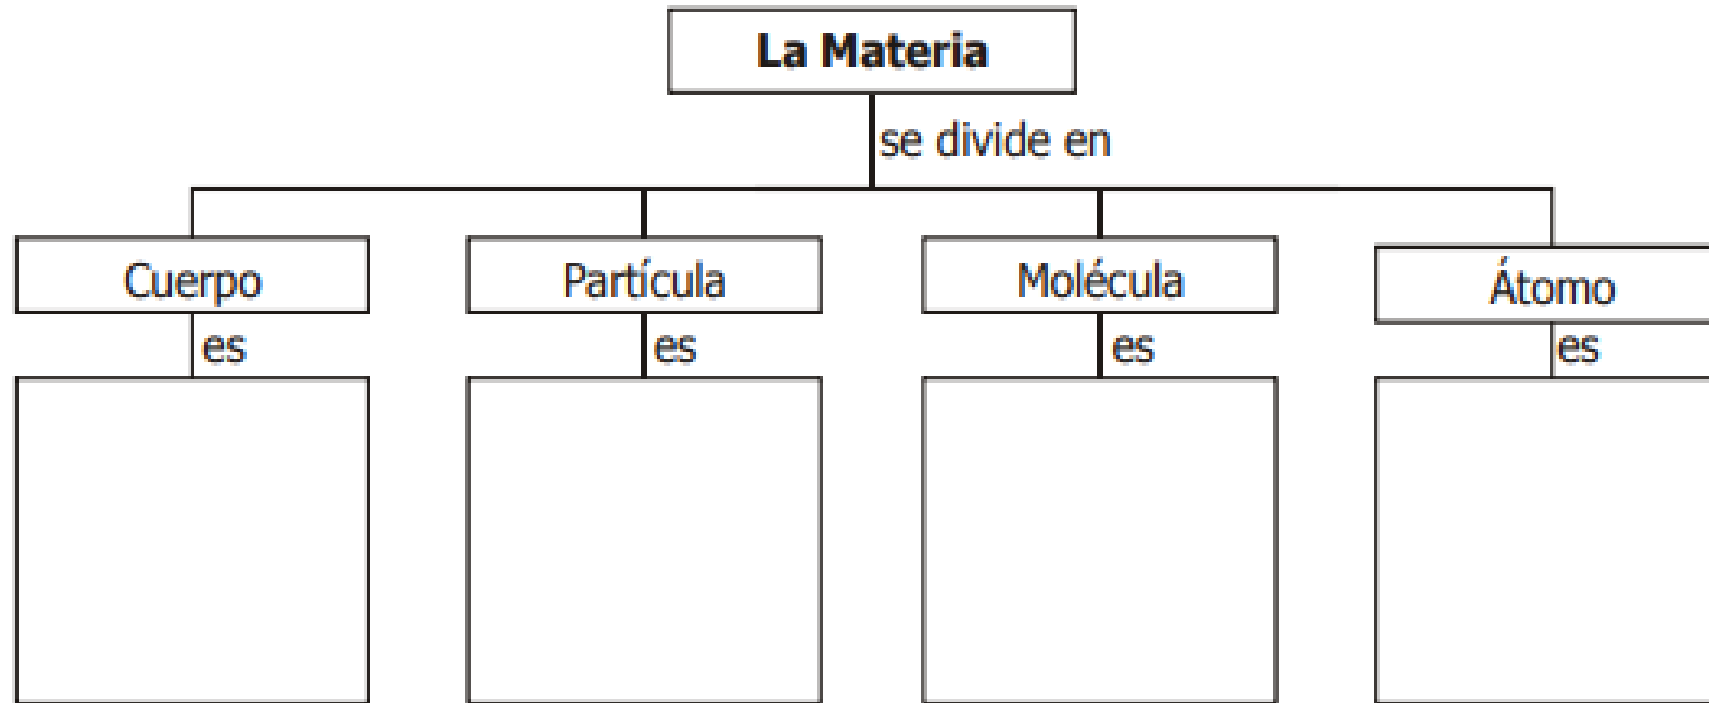 La Materia
se divide en
Cuerpo
Partícula
Molécula
Átomo
es
es
es
es